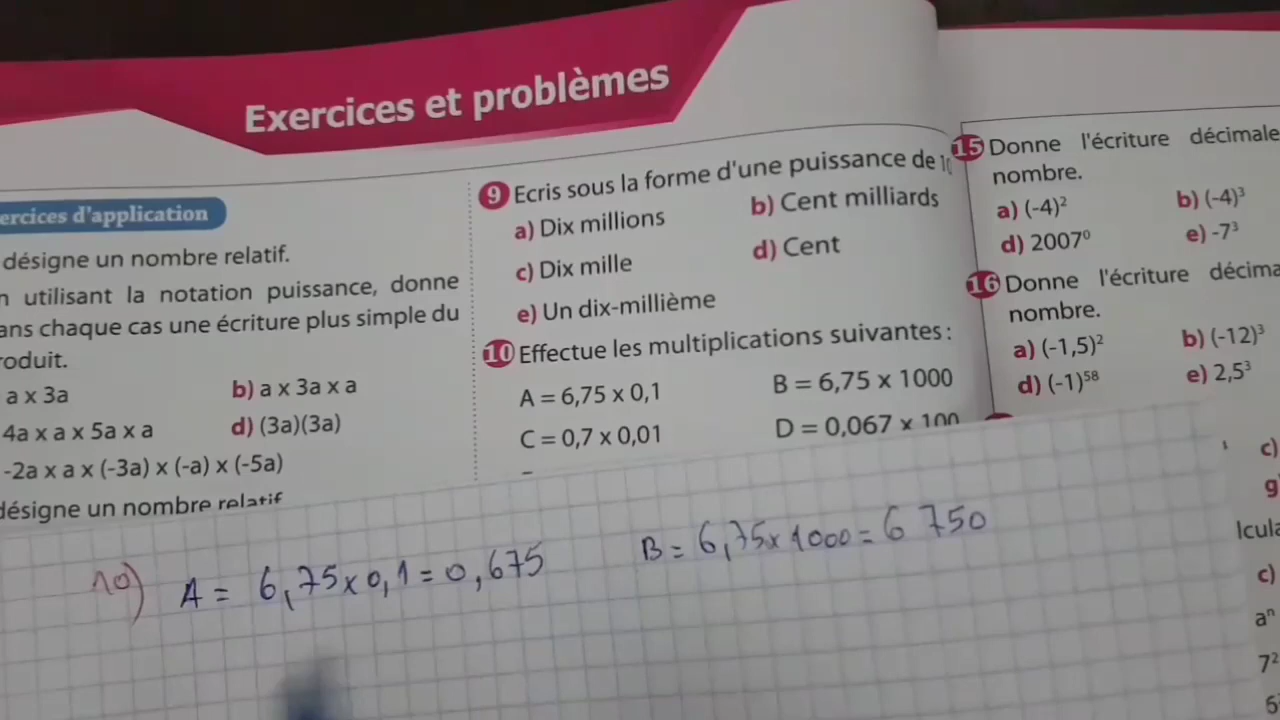 Exercices et problèmes
ercices d'application
désigne un nombre relatif.
n utilisant la notation puissance, donne
ans chaque cas une écriture plus simple du
roduit.
a x 3a
b) a x 3a x a
4a x a x 5a x a
d) (3a)(3a)
-2a x a x (-3a) x (-a) x (-5a)
désigne un nombre relatif
9 Ecris sous la forme d'une puissance de 10
a) Dix millions
b) Cent milliards
c) Dix mille
d) Cent
e) Un dix-millième
10 Effectue les multiplications suivantes :
A = 6,75 x 0,1
B = 6,75 x 1000
C = 0,7 x 0,01
D = 0,067 x 100
15 Donne l'écriture décimale
nombre.
a) (-4)²
b) (-4)³
d) 2007⁰
e) -7³
16 Donne l'écriture décima
nombre.
a) (-1,5)²
b) (-12)³
d) (-1)⁵⁸
e) 2,5³
c)
g
lcula
c)
aⁿ
7²
6
10) A = 6,75 x 0,1 = 0,675
B = 6,75 x 1000 = 6 750